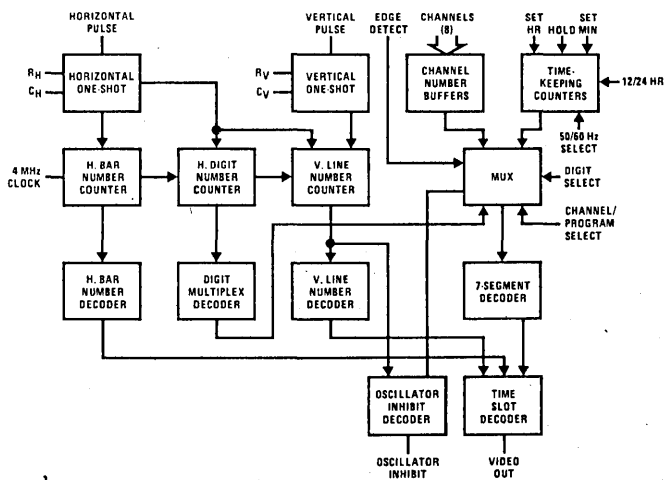 HORIZONTAL
PULSE
VERTICAL
PULSE
EDGE
DETECT
CHANNELS
(8)
SET
HR
HOLD
SET
MIN
RH
CH
HORIZONTAL
ONE-SHOT
RV
CV
VERTICAL
ONE-SHOT
CHANNEL
NUMBER
BUFFERS
TIME-
KEEPING
COUNTERS
12/24 HR
50/60 Hz
SELECT
4 MHz
CLOCK
H. BAR
NUMBER
COUNTER
H. DIGIT
NUMBER
COUNTER
V. LINE
NUMBER
COUNTER
MUX
DIGIT
SELECT
CHANNEL/
PROGRAM
SELECT
H. BAR
NUMBER
DECODER
DIGIT
MULTIPLEX
DECODER
V. LINE
NUMBER
DECODER
7-SEGMENT
DECODER
OSCILLATOR
INHIBIT
DECODER
TIME
SLOT
DECODER
OSCILLATOR
INHIBIT
VIDEO
OUT